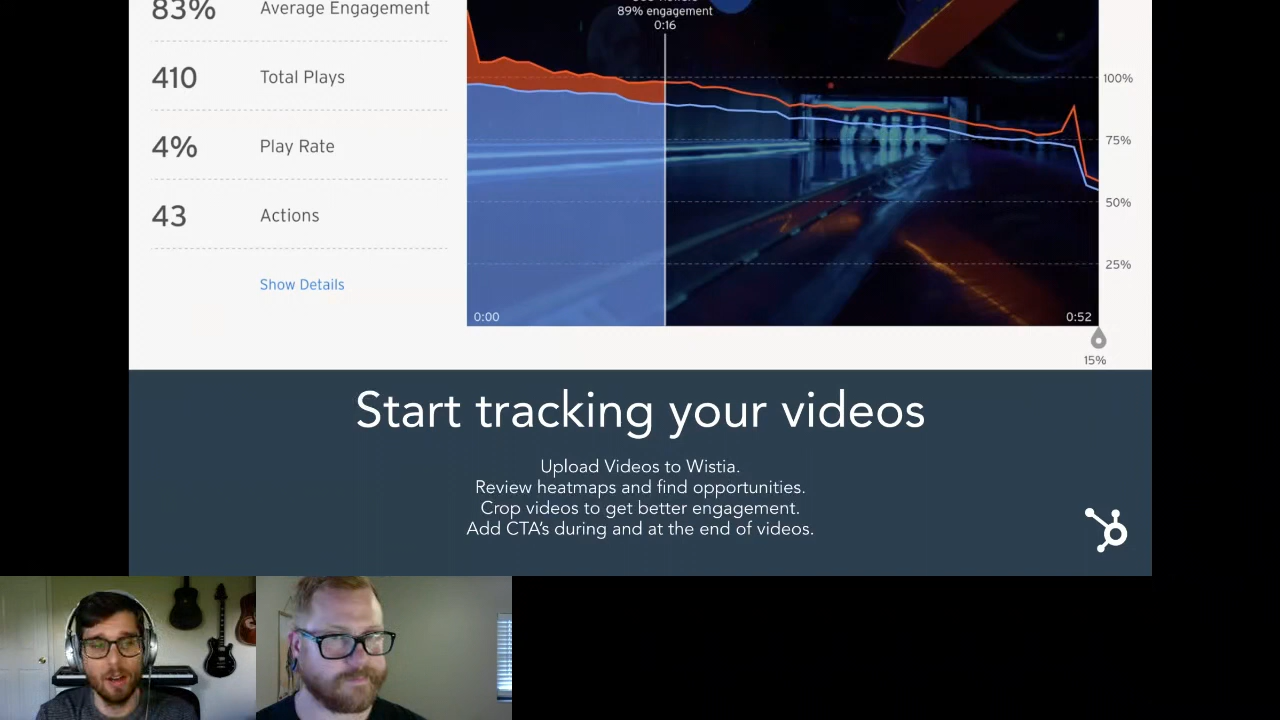 83% Average Engagement
89% engagement
0:16
410 Total Plays
4% Play Rate
43 Actions
Show Details
100%
75%
50%
25%
0:00
0:52
15%
Start tracking your videos
Upload Videos to Wistia.
Review heatmaps and find opportunities.
Crop videos to get better engagement.
Add CTA's during and at the end of videos.